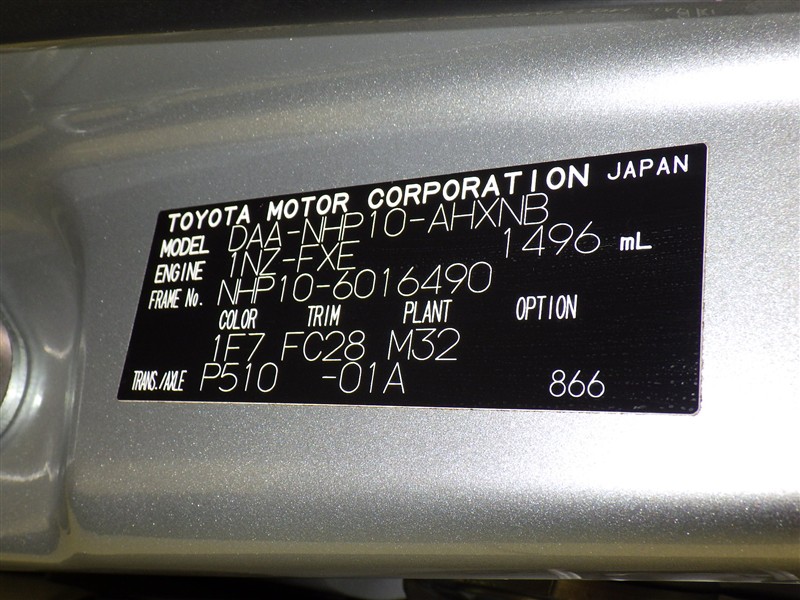 TOYOTA MOTOR CORPORATION JAPAN
MODEL DAA-NHP10-AHXNB
ENGINE 1NZ-FXE 1496 mL
FRAME No. NHP10-6016490
COLOR TRIM PLANT OPTION
1F7 FC28 M32
TRANS./AXLE P510 -01A 866